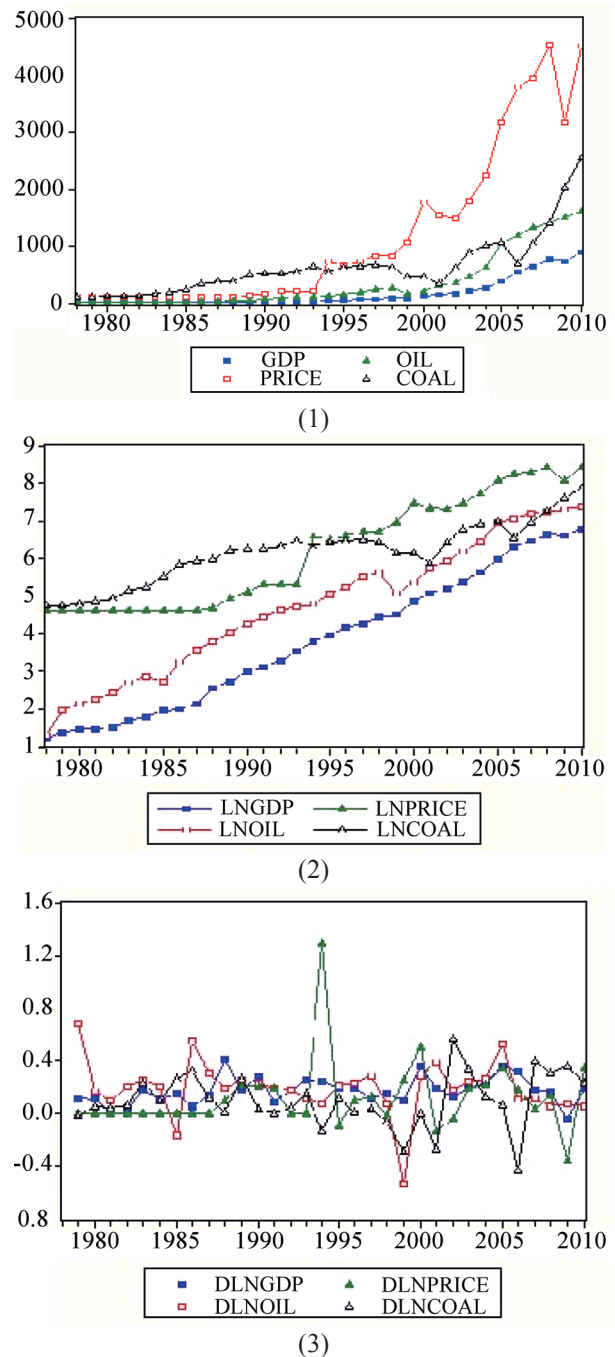 5000
4000
3000
2000
1000
0
1980 1985 1990 1995 2000 2005 2010
GDP OIL
PRICE COAL
(1)
9
8
7
6
5
4
3
2
1
1980 1985 1990 1995 2000 2005 2010
LNGDP LNPRICE
LNOIL LNCOAL
(2)
1.6
1.2
0.8
0.4
0.0
-0.4
0.8
1980 1985 1990 1995 2000 2005 2010
DLNGDP DLNPRICE
DLNOIL DLNCOAL
(3)